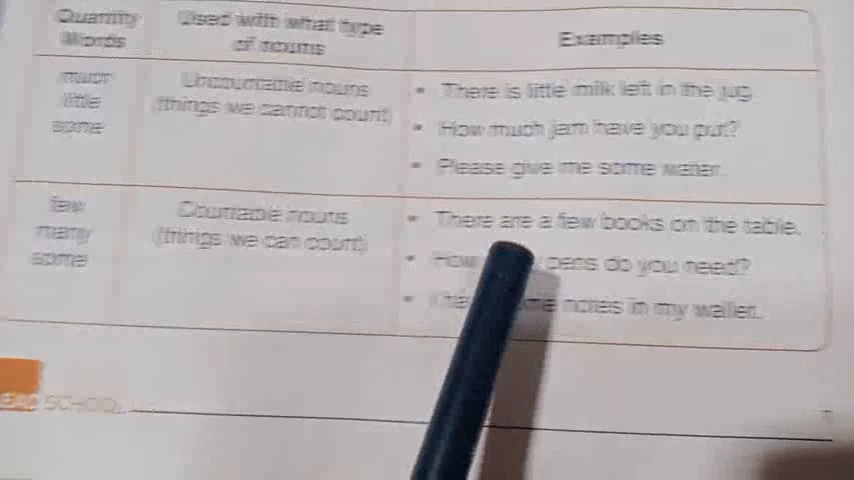 Quantity Words
Used with what type of nouns
Examples
much
little
some
Uncountable nouns
(things we cannot count)
• There is little milk left in the jug.
• How much jam have you put?
• Please give me some water.
few
many
some
Countable nouns
(things we can count)
• There are a few books on the table.
• How pens do you need?
• notes in my wallet.
SCHOOL